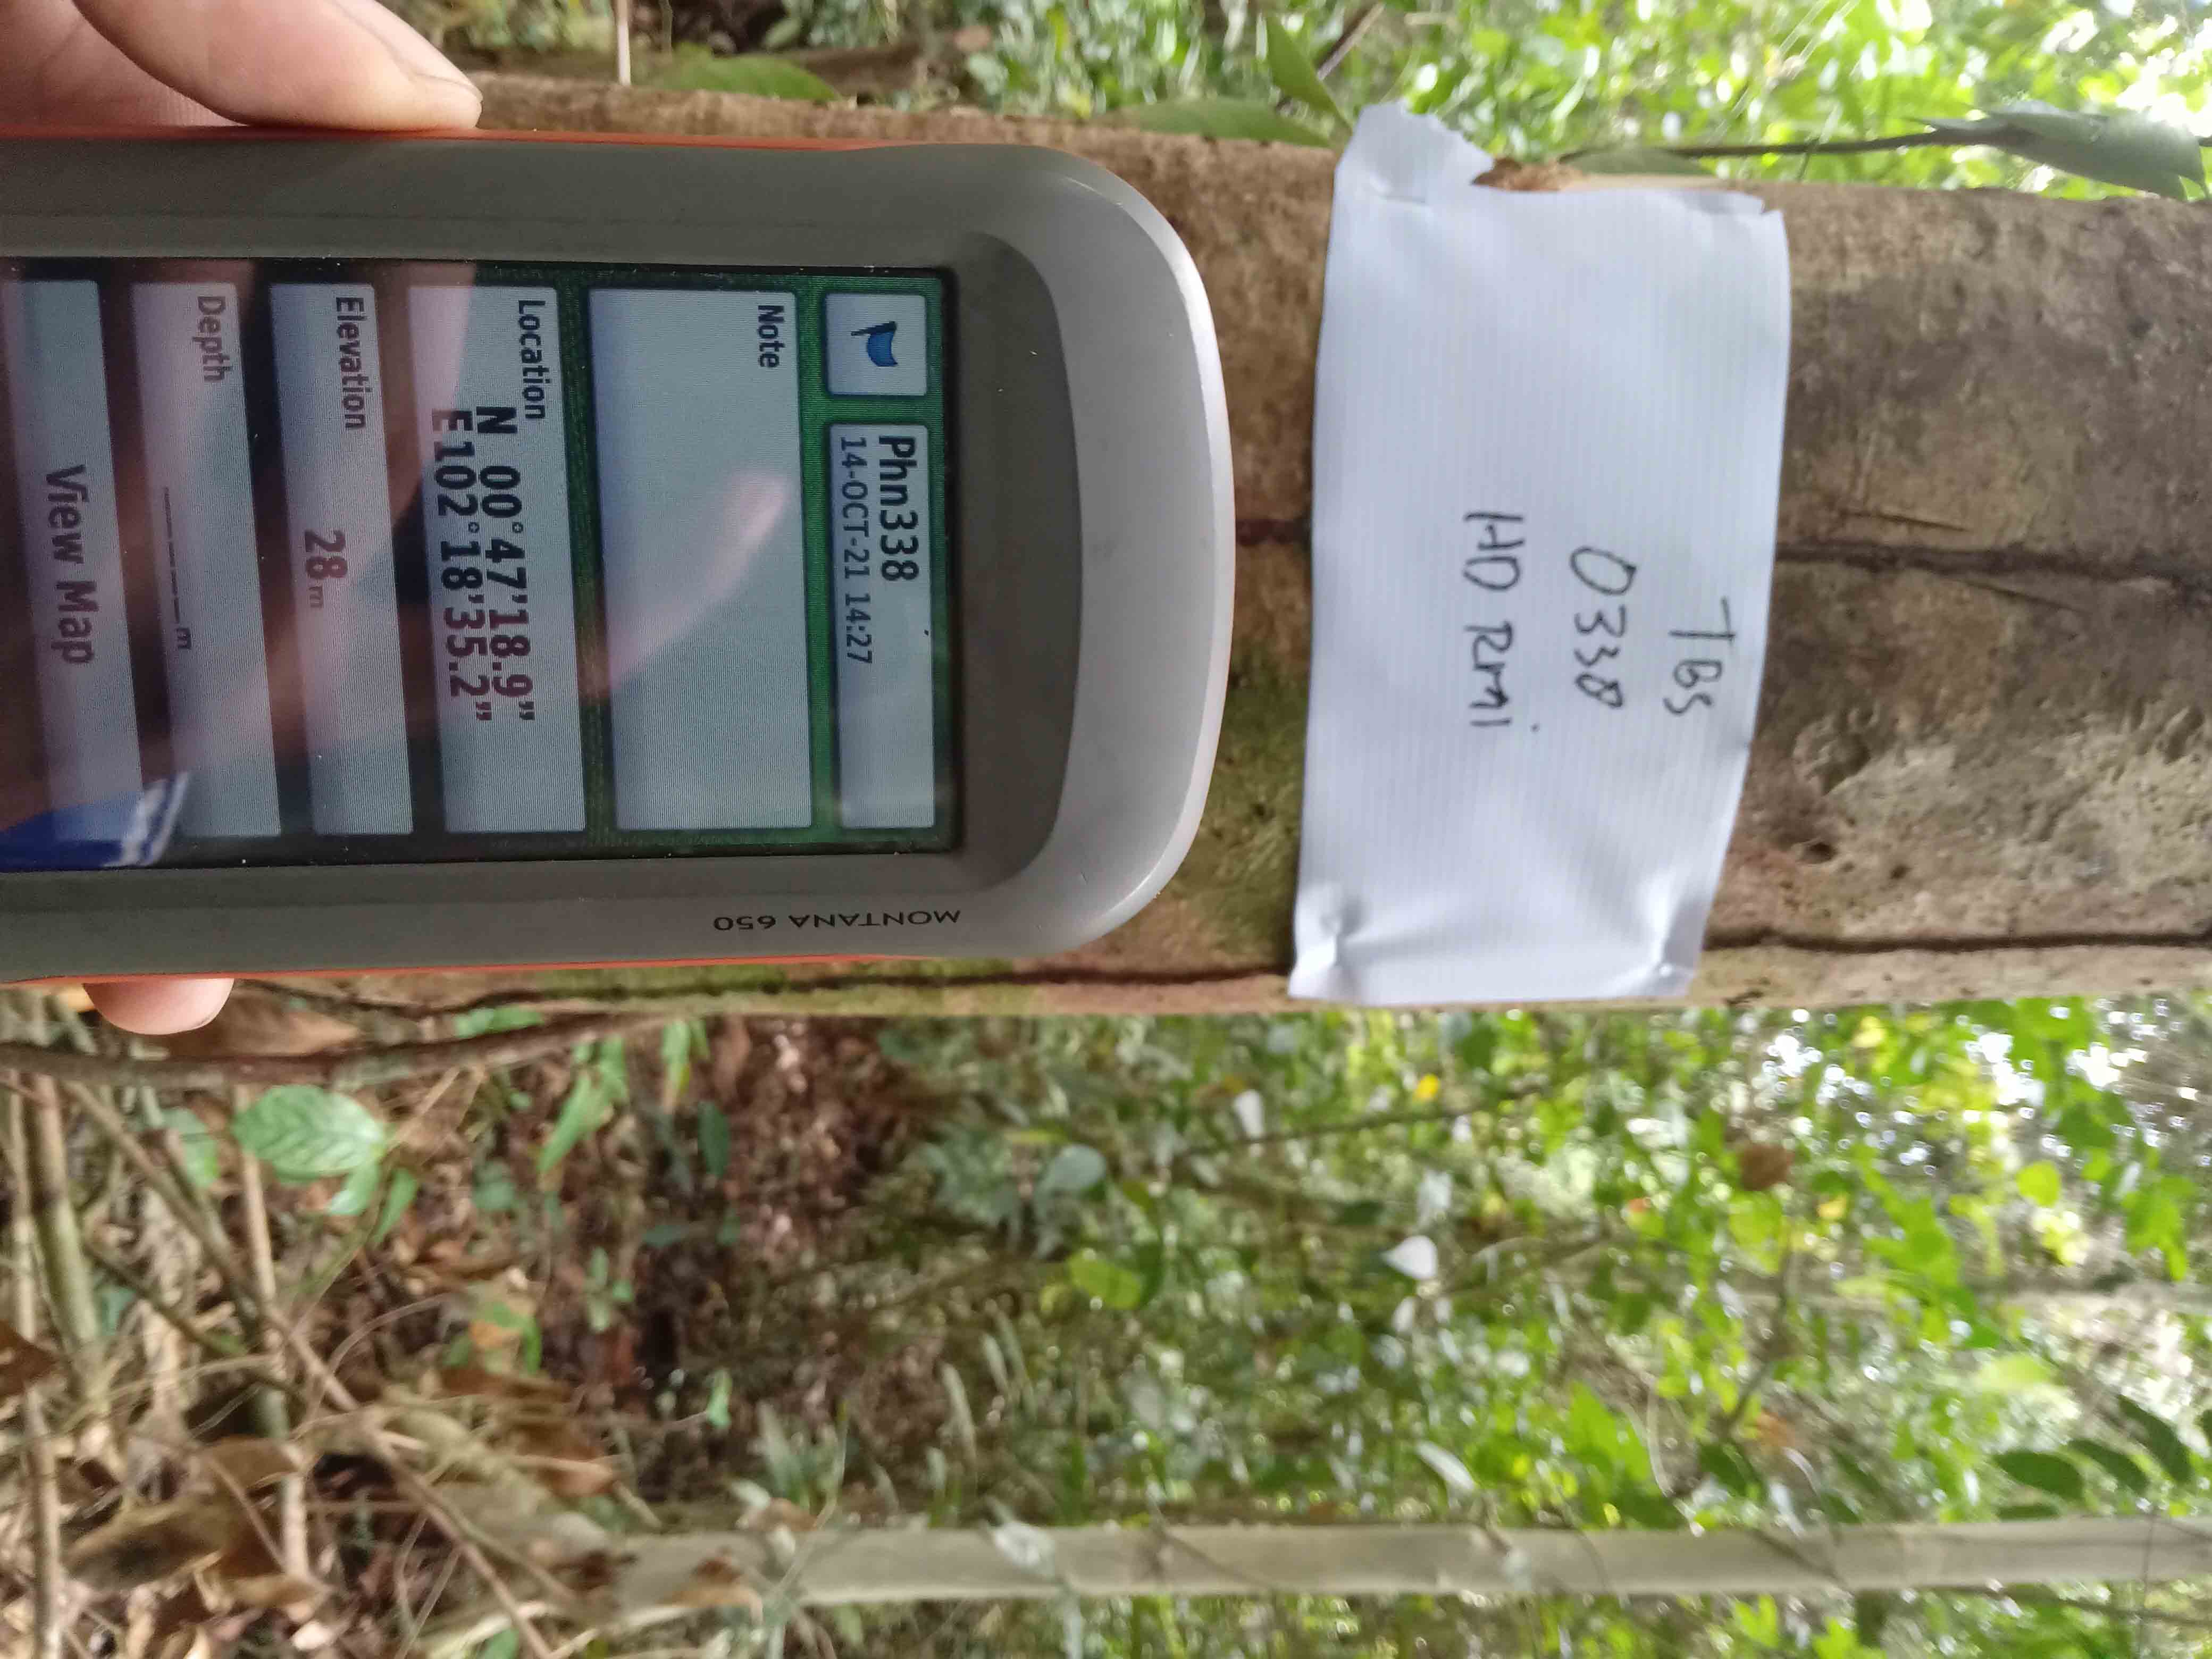 TBS
0338
HD Rmi
MONTANA 650
Phn338
14-OCT-21 14:27
Note
Location
N 00°47'18.9"
E102°18'35.2"
Elevation
28m
Depth
_____m
View Map